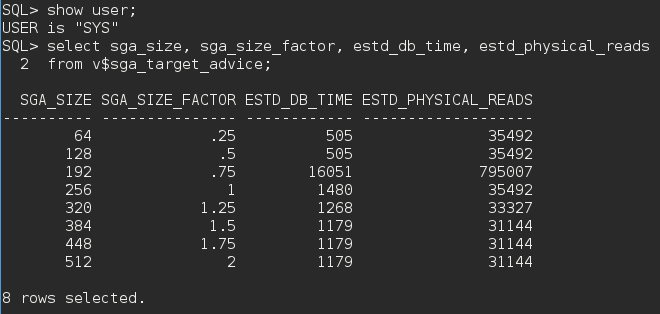 SQL> show user;
USER is "SYS"
SQL> select sga_size, sga_size_factor, estd_db_time, estd_physical_reads
  2  from v$sga_target_advice;

  SGA_SIZE SGA_SIZE_FACTOR ESTD_DB_TIME ESTD_PHYSICAL_READS
---------- --------------- ------------ -------------------
        64             .25          505               35492
       128              .5          505               35492
       192             .75        16051              795007
       256               1         1480               35492
       320            1.25         1268               33327
       384             1.5         1179               31144
       448            1.75         1179               31144
       512               2         1179               31144

8 rows selected.